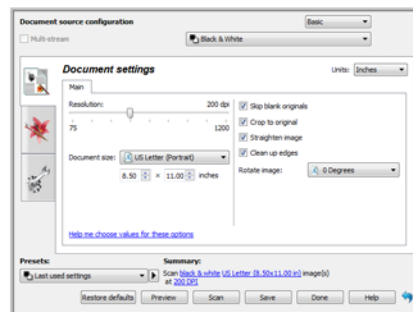 Document source configuration
Basic
Multi-stream
Black & White
Document settings
Units: Inches
Main
Resolution: 200 dpi
75 1200
Skip blank originals
Crop to original
Straighten image
Clean up edges
Document size: US Letter (Portrait)
8.50 × 11.00 inches
Rotate image: 0 Degrees
Help me choose values for these options
Presets:
Last used settings
Summary:
Scan black & white US Letter (8.50x11.00 in) image(s)
at 200 DPI
Restore defaults Preview Scan Save Done Help